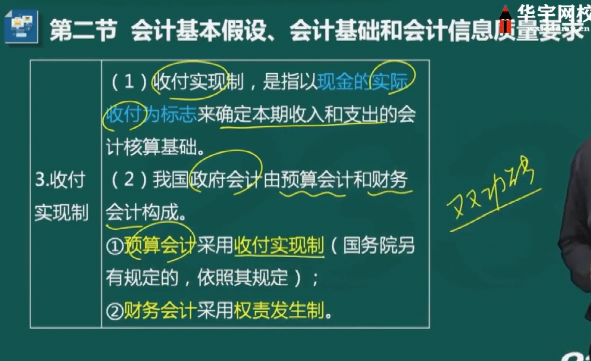 华宇网校
第二节 会计基本假设、会计基础和会计信息质量要求
(1)收付实现制,是指以现金的实际
收付为标志来确定本期收入和支出的会
计核算基础。
3.收付
实现制
(2)我国政府会计由预算会计和财务
会计构成。
①预算会计采用收付实现制(国务院另
有规定的,依照其规定);
②财务会计采用权责发生制。
双功能